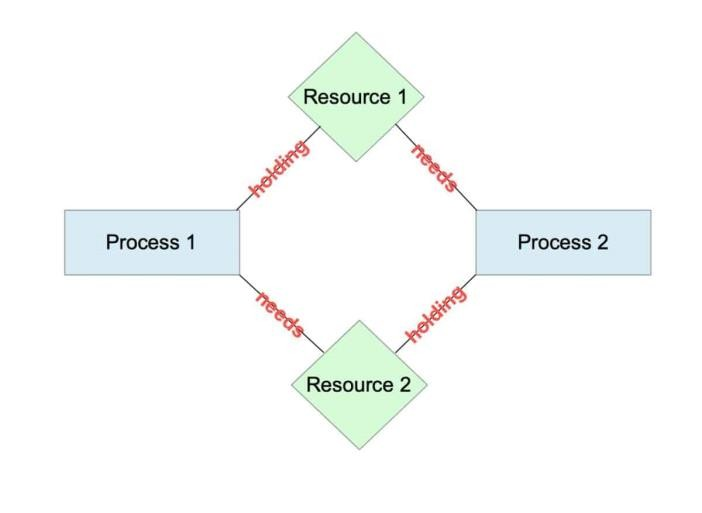 Resource 1
holding
needs
Process 1
Process 2
needs
holding
Resource 2